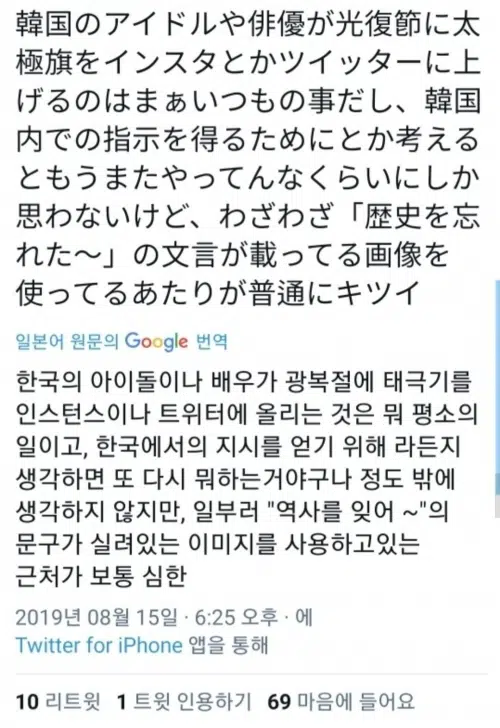 韓国のアイドルや俳優が光復節に太
極旗をインスタとかツイッターに上
げるのはまぁいつもの事だし、韓国
内での指示を得るためにとか考える
ともうまたやってんなくらいにしか
思わないけど、わざわざ「歴史を忘
れた〜」の文言が載ってる画像を
使ってるあたりが普通にキツイ
일본어 원문의 Google 번역
한국의 아이돌이나 배우가 광복절에 태극기를
인스턴스이나 트위터에 올리는 것은 뭐 평소의
일이고, 한국에서의 지시를 얻기 위해 라든지
생각하면 또 다시 뭐하는거야구나 정도 밖에
생각하지 않지만, 일부러 "역사를 잊어 ~"의
문구가 실려있는 이미지를 사용하고있는
근처가 보통 심한
2019년 08월 15일 · 6:25 오후 · 에
Twitter for iPhone 앱을 통해
10 리트윗 1 트윗 인용하기 69 마음에 들어요